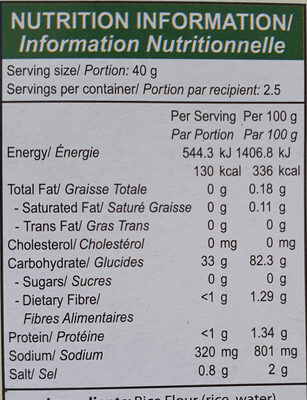 NUTRITION INFORMATION/
Information Nutritionnelle
Serving size/ Portion: 40 g
Servings per container/ Portion par recipient: 2.5
Per Serving Per 100 g
Par Portion Par 100 g
Energy/ Énergie 544.3 kJ 1406.8 kJ
130 kcal 336 kcal
Total Fat/ Graisse Totale 0 g 0.18 g
- Saturated Fat/ Saturé Graisse 0 g 0.11 g
- Trans Fat/ Gras Trans 0 g 0 g
Cholesterol/ Cholestérol 0 mg 0 mg
Carbohydrate/ Glucides 33 g 82.3 g
- Sugars/ Sucres 0 g 0 g
- Dietary Fibre/ <1 g 1.29 g
Fibres Alimentaires
Protein/ Protéine <1 g 1.34 g
Sodium/ Sodium 320 mg 801 mg
Salt/ Sel 0.8 g 2 g
Rice Flour (rice, water)